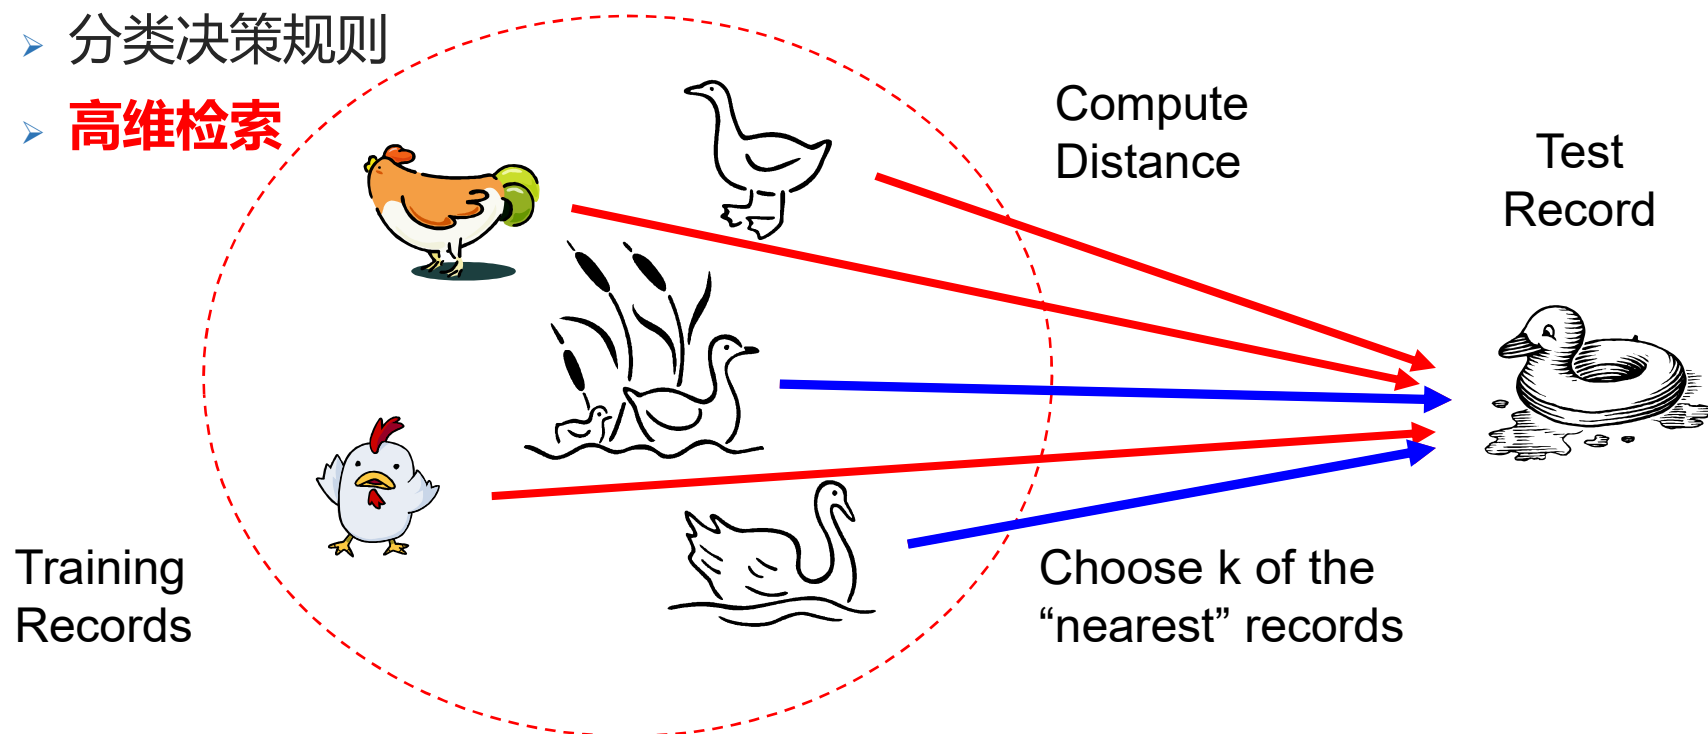 分类决策规则
高维检索
Compute
Distance
Test
Record
Training
Records
Choose k of the
“nearest” records